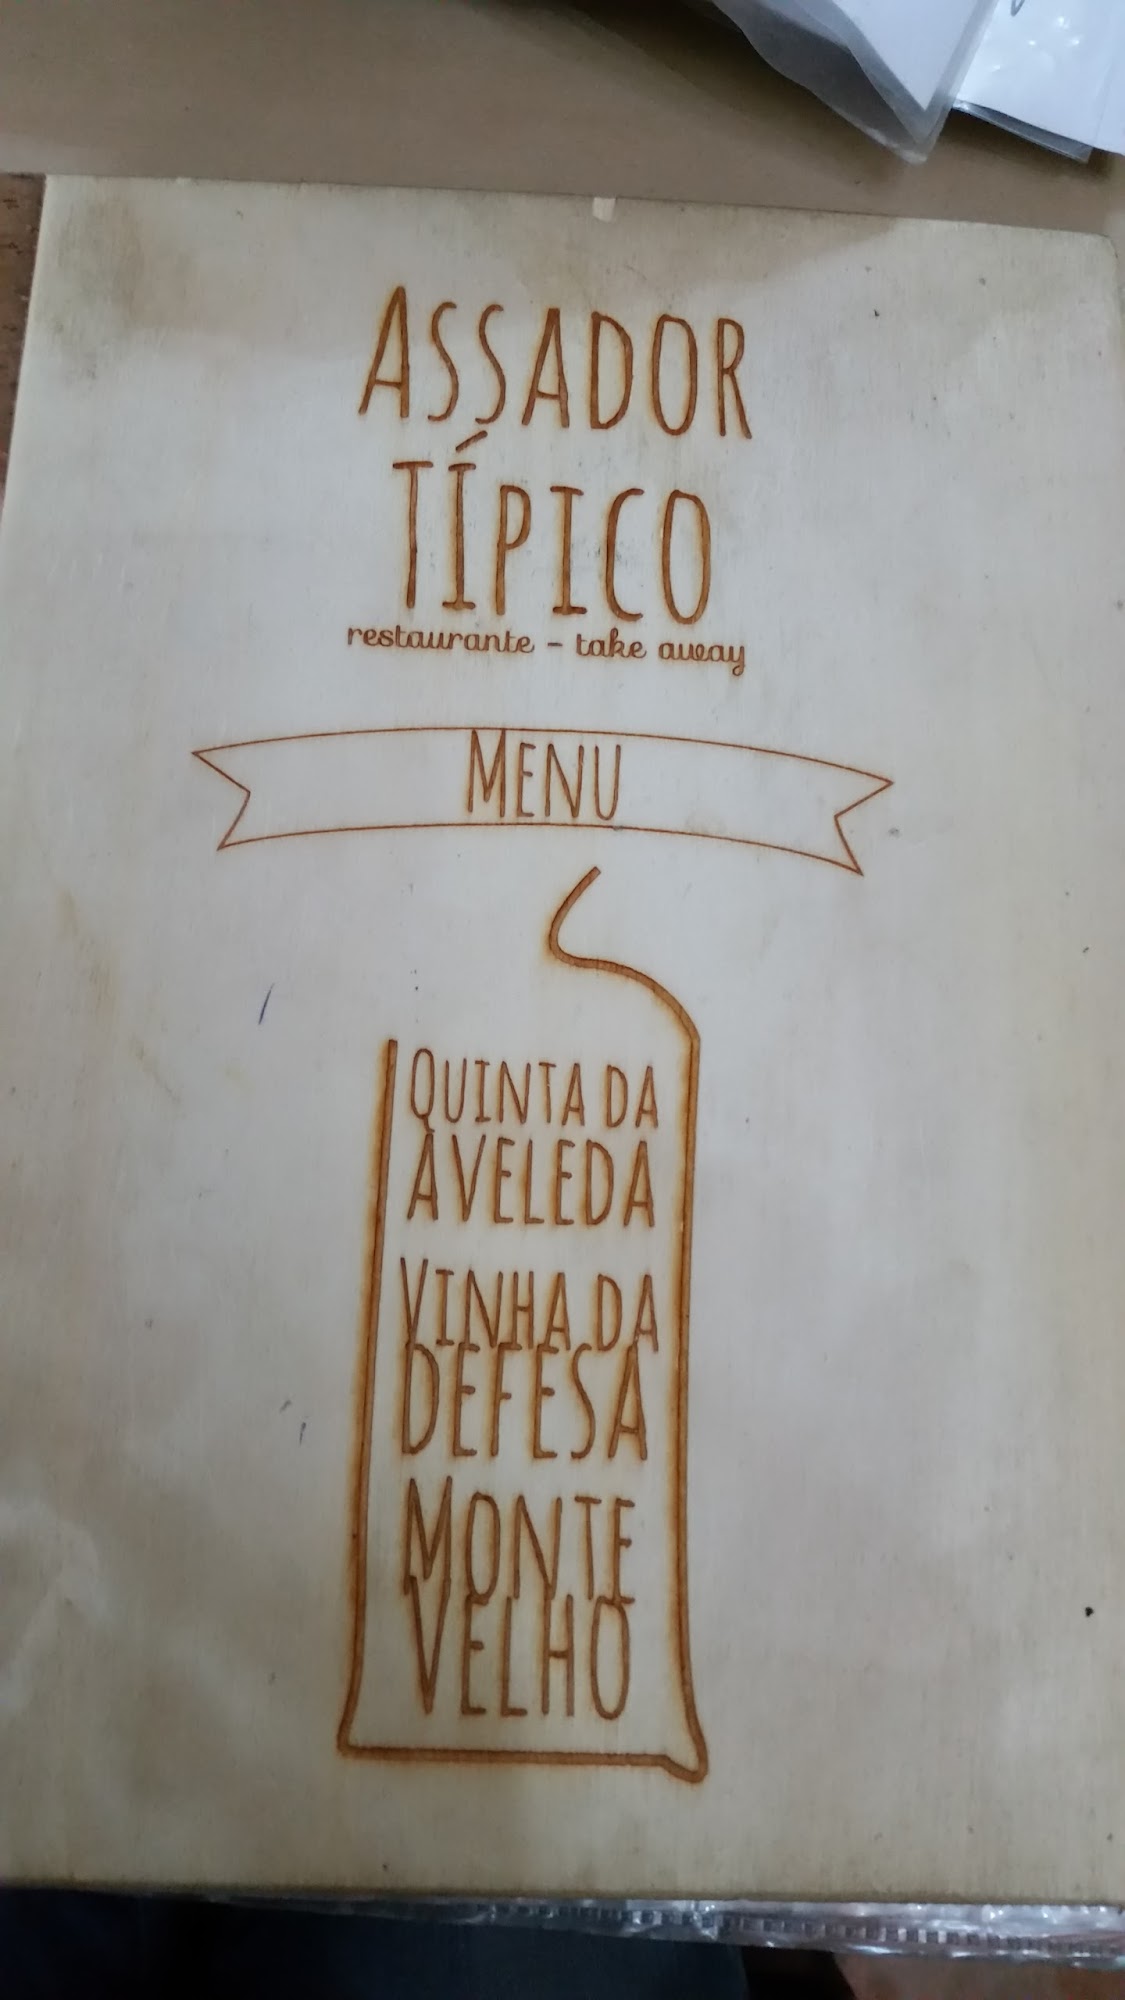 ASSADOR
TÍPICO
restaurante - take away
MENU
QUINTA DA
AVELEDA
VINHA DA
DEFESA
MONTE
VELHO